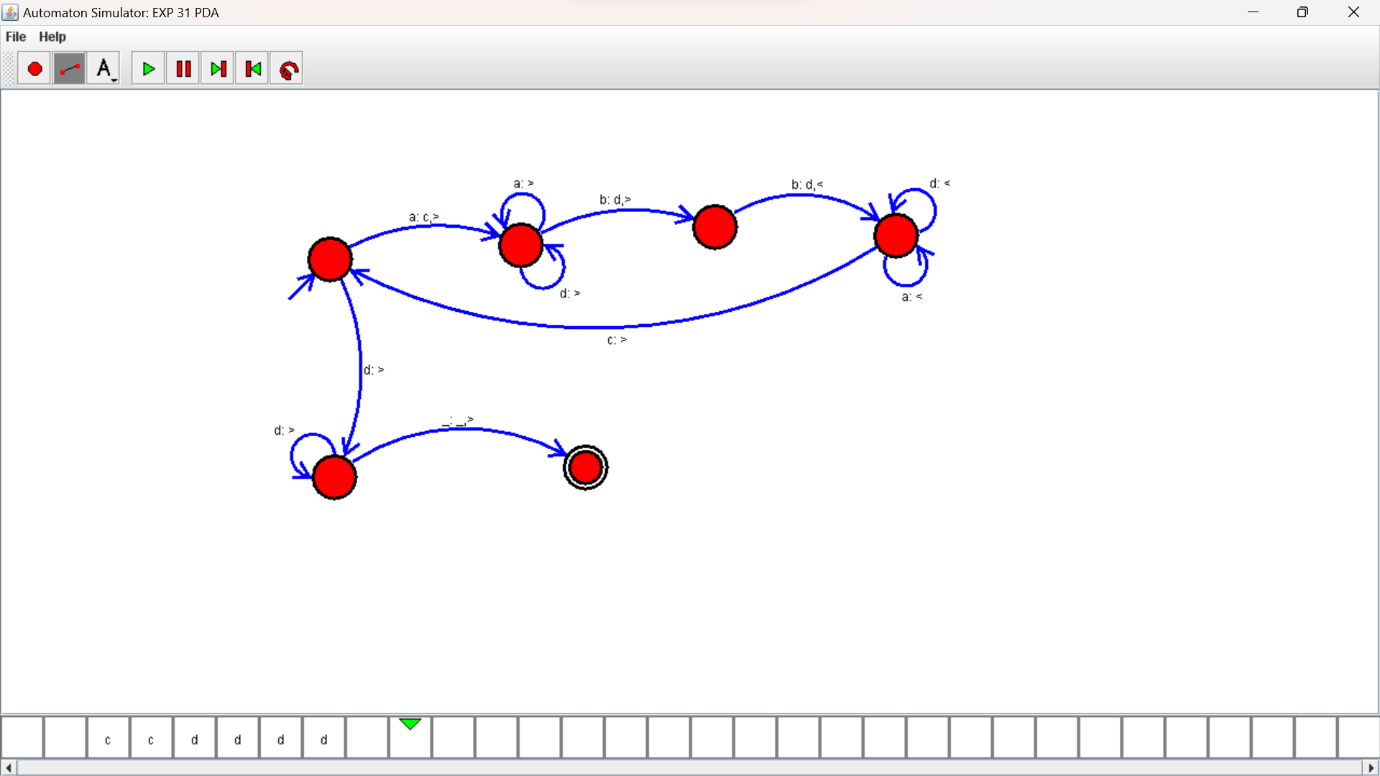 Automaton Simulator: EXP 31 PDA
File Help
A
a: >
b: d,>
b: d,<
d: <
a: c,>
d: >
a: <
c: >
d: >
d: >
_: _,>
c c d d d d